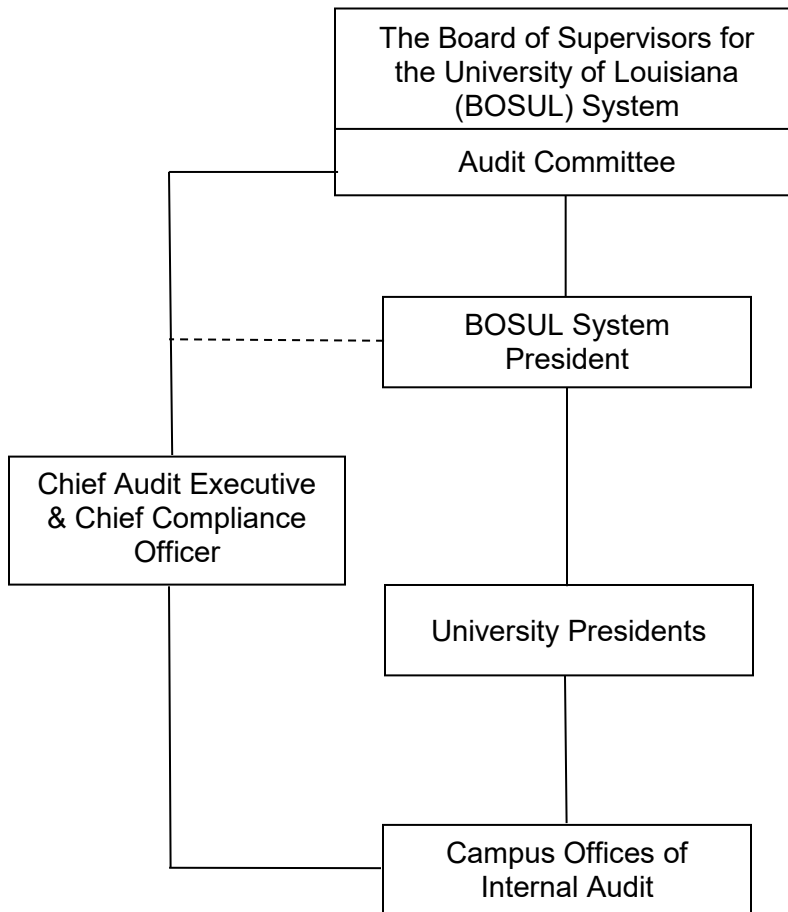 The Board of Supervisors for
the University of Louisiana
(BOSUL) System
Audit Committee
BOSUL System
President
Chief Audit Executive
& Chief Compliance
Officer
University Presidents
Campus Offices of
Internal Audit